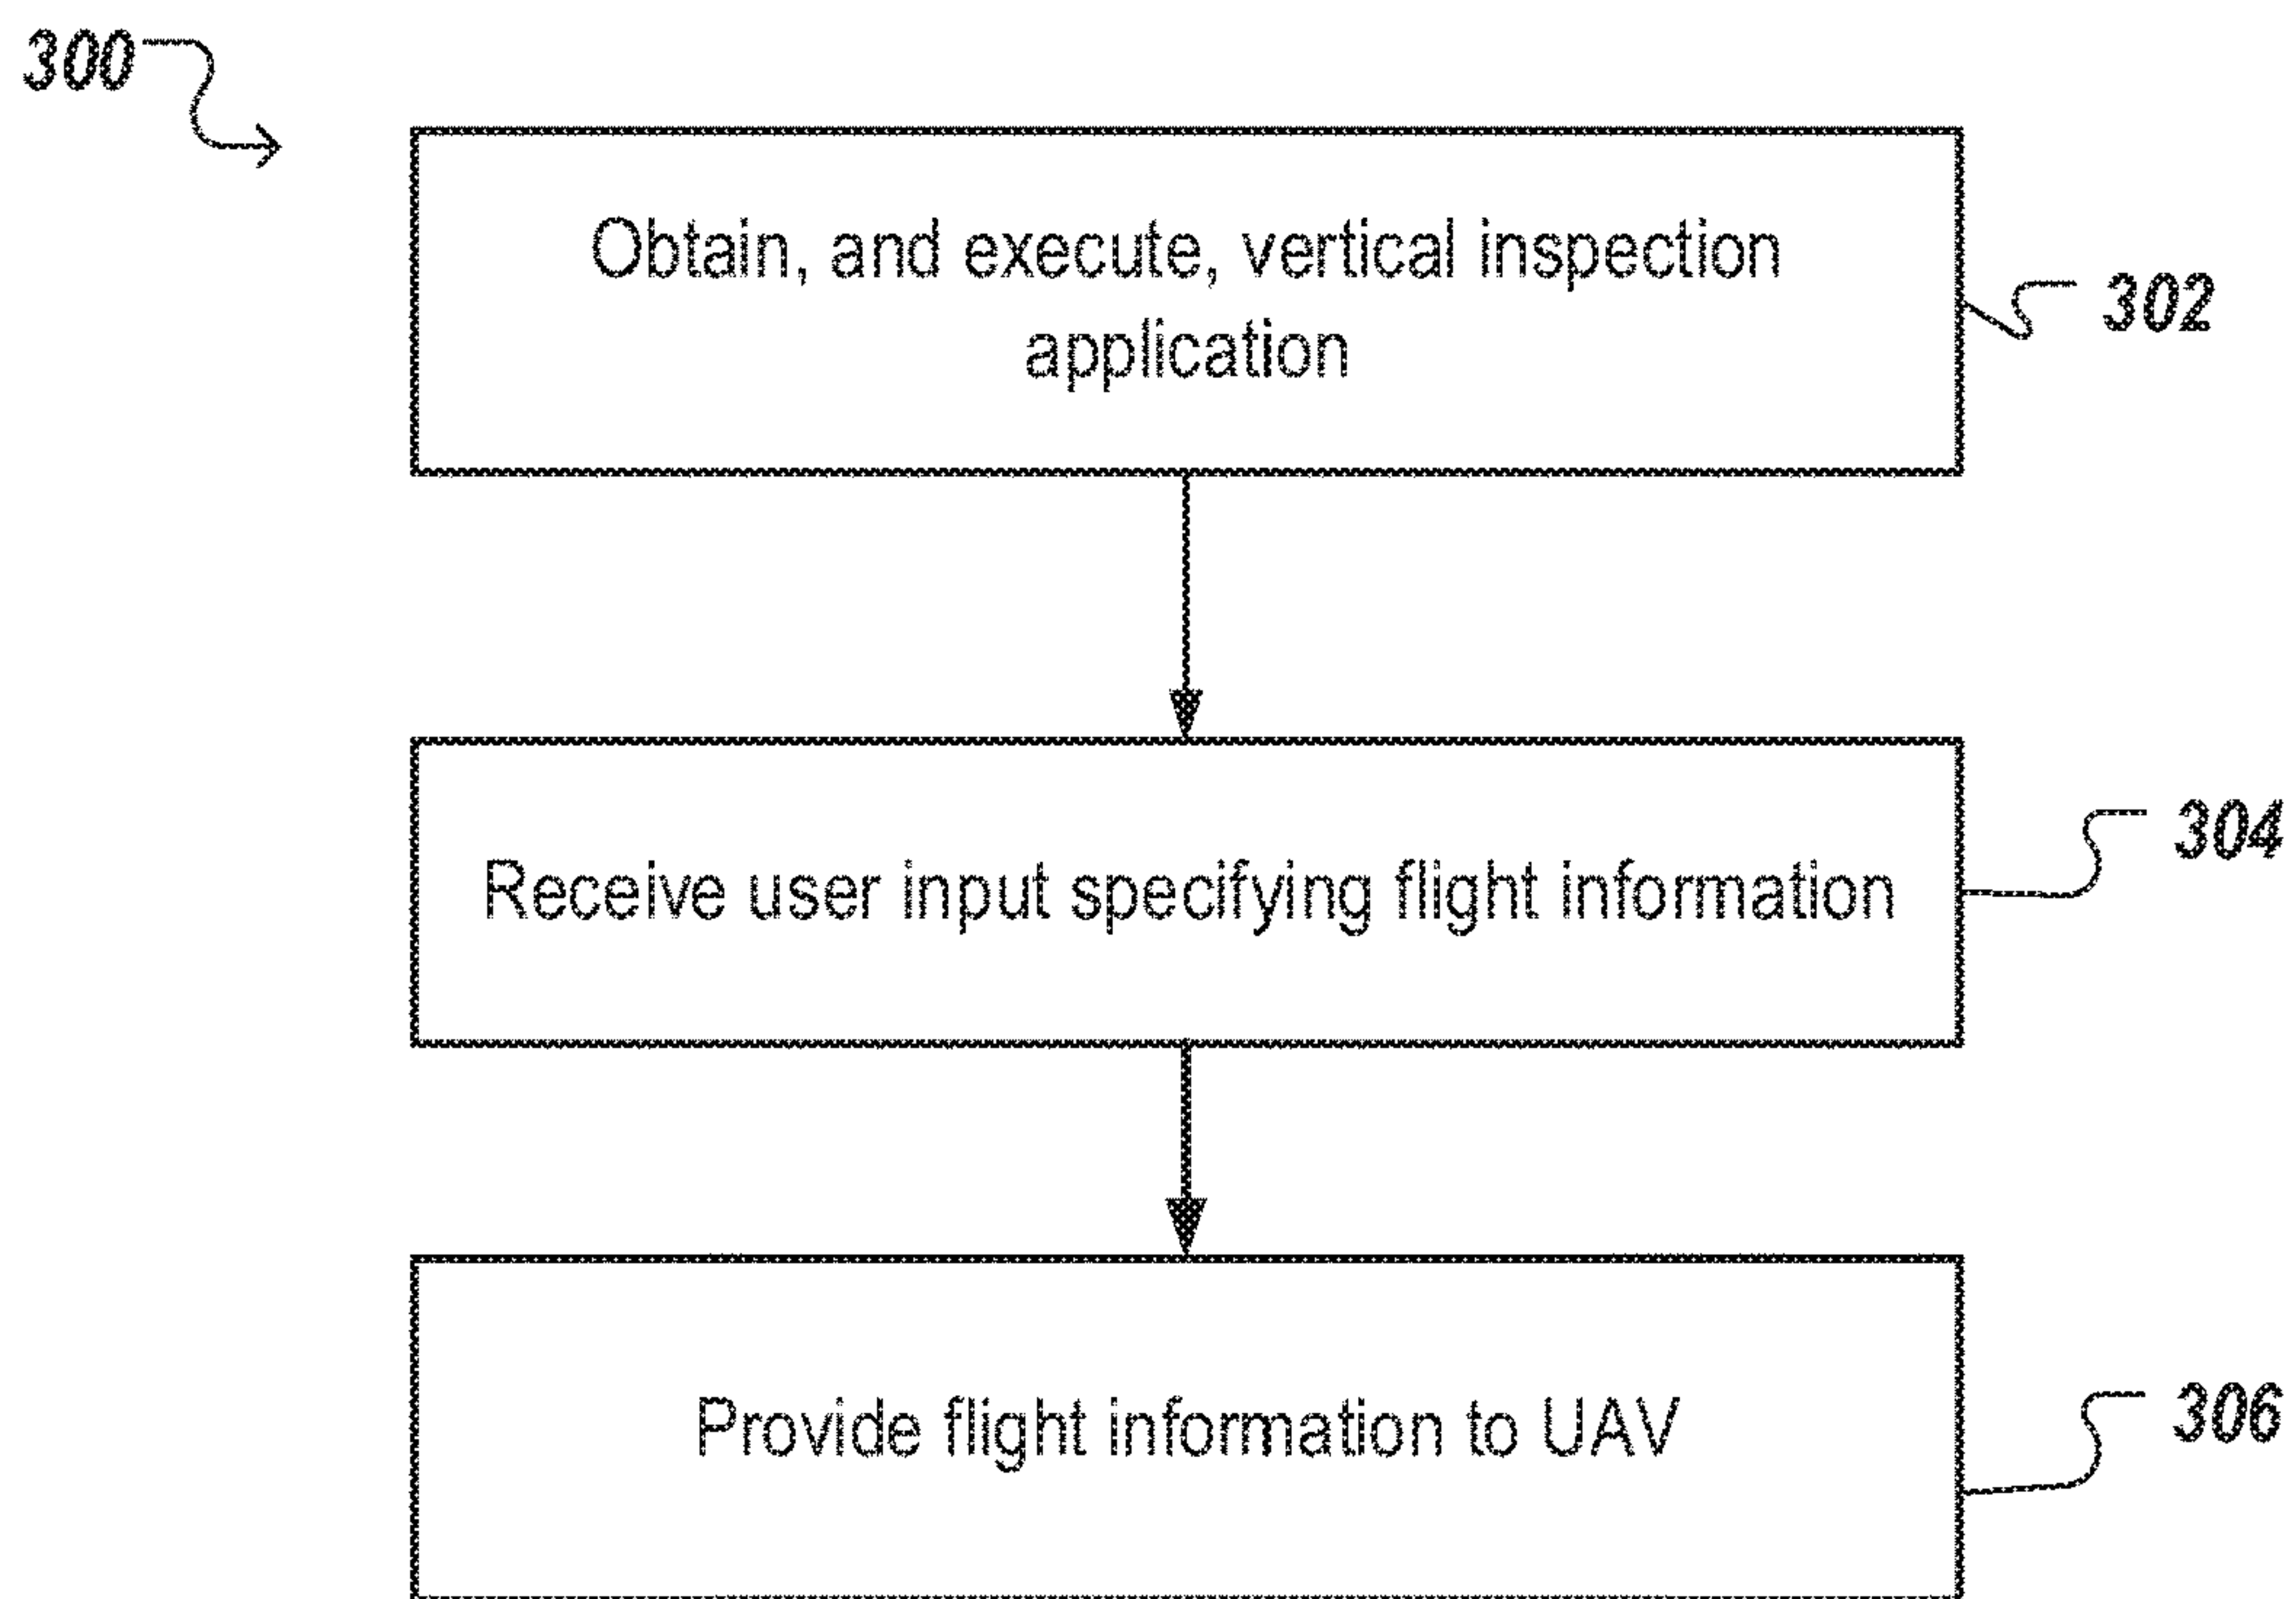 300
Obtain, and execute, vertical inspection
application
302
Receive user input specifying flight information
304
Provide flight information to UAV
306